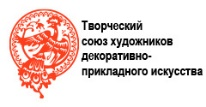 Творческий
союз художников
декоративно-
прикладного искусства